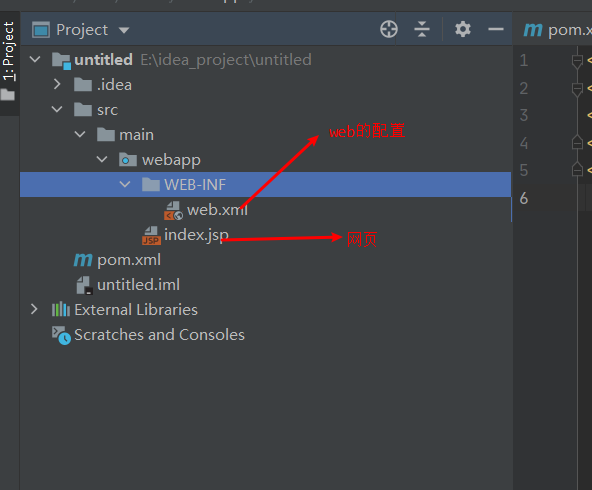 Project
1: Project
pom.x
untitled E:\idea_project\untitled
.idea
src
main
webapp
WEB-INF
web.xml
index.jsp
pom.xml
untitled.iml
External Libraries
Scratches and Consoles
web的配置
网页
1
2
3
4
5
6